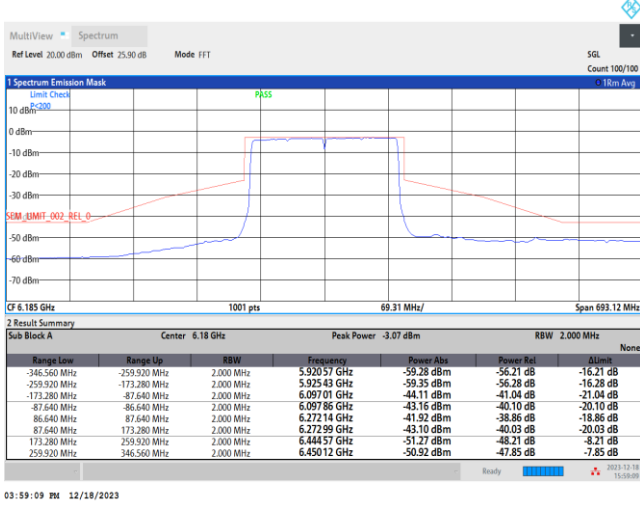 MultiView Spectrum
Ref Level 20.00 dBm Offset 25.90 dB Mode FFT SGL
Count 100/100
1 Spectrum Emission Mask 1Rm Avg
Limit Check PASS
P<200
10 dBm
0 dBm
-10 dBm
-20 dBm
-30 dBm
SEM_LIMIT_002_REL_0
-50 dBm
-60 dBm
-70 dBm
CF 6.185 GHz 1001 pts 69.31 MHz/ Span 693.12 MHz
2 Result Summary
Sub Block A Center 6.18 GHz Peak Power -3.07 dBm RBW 2.000 MHz
None
Range Low Range Up RBW Frequency Power Abs Power Rel ΔLimit
-346.560 MHz -259.920 MHz 2.000 MHz 5.92057 GHz -59.28 dBm -56.21 dB -16.21 dB
-259.920 MHz -173.280 MHz 2.000 MHz 5.92543 GHz -59.35 dBm -56.28 dB -16.28 dB
-173.280 MHz -87.640 MHz 2.000 MHz 6.09701 GHz -44.11 dBm -41.04 dB -21.04 dB
-87.640 MHz -86.640 MHz 2.000 MHz 6.09786 GHz -43.16 dBm -40.10 dB -20.10 dB
86.640 MHz 87.640 MHz 2.000 MHz 6.27214 GHz -41.92 dBm -38.86 dB -18.86 dB
87.640 MHz 173.280 MHz 2.000 MHz 6.27299 GHz -43.10 dBm -40.03 dB -20.03 dB
173.280 MHz 259.920 MHz 2.000 MHz 6.44457 GHz -51.27 dBm -48.21 dB -8.21 dB
259.920 MHz 346.560 MHz 2.000 MHz 6.45012 GHz -50.92 dBm -47.85 dB -7.85 dB
Ready 2023-12-18
15:59:09
03:59:09 PM 12/18/2023